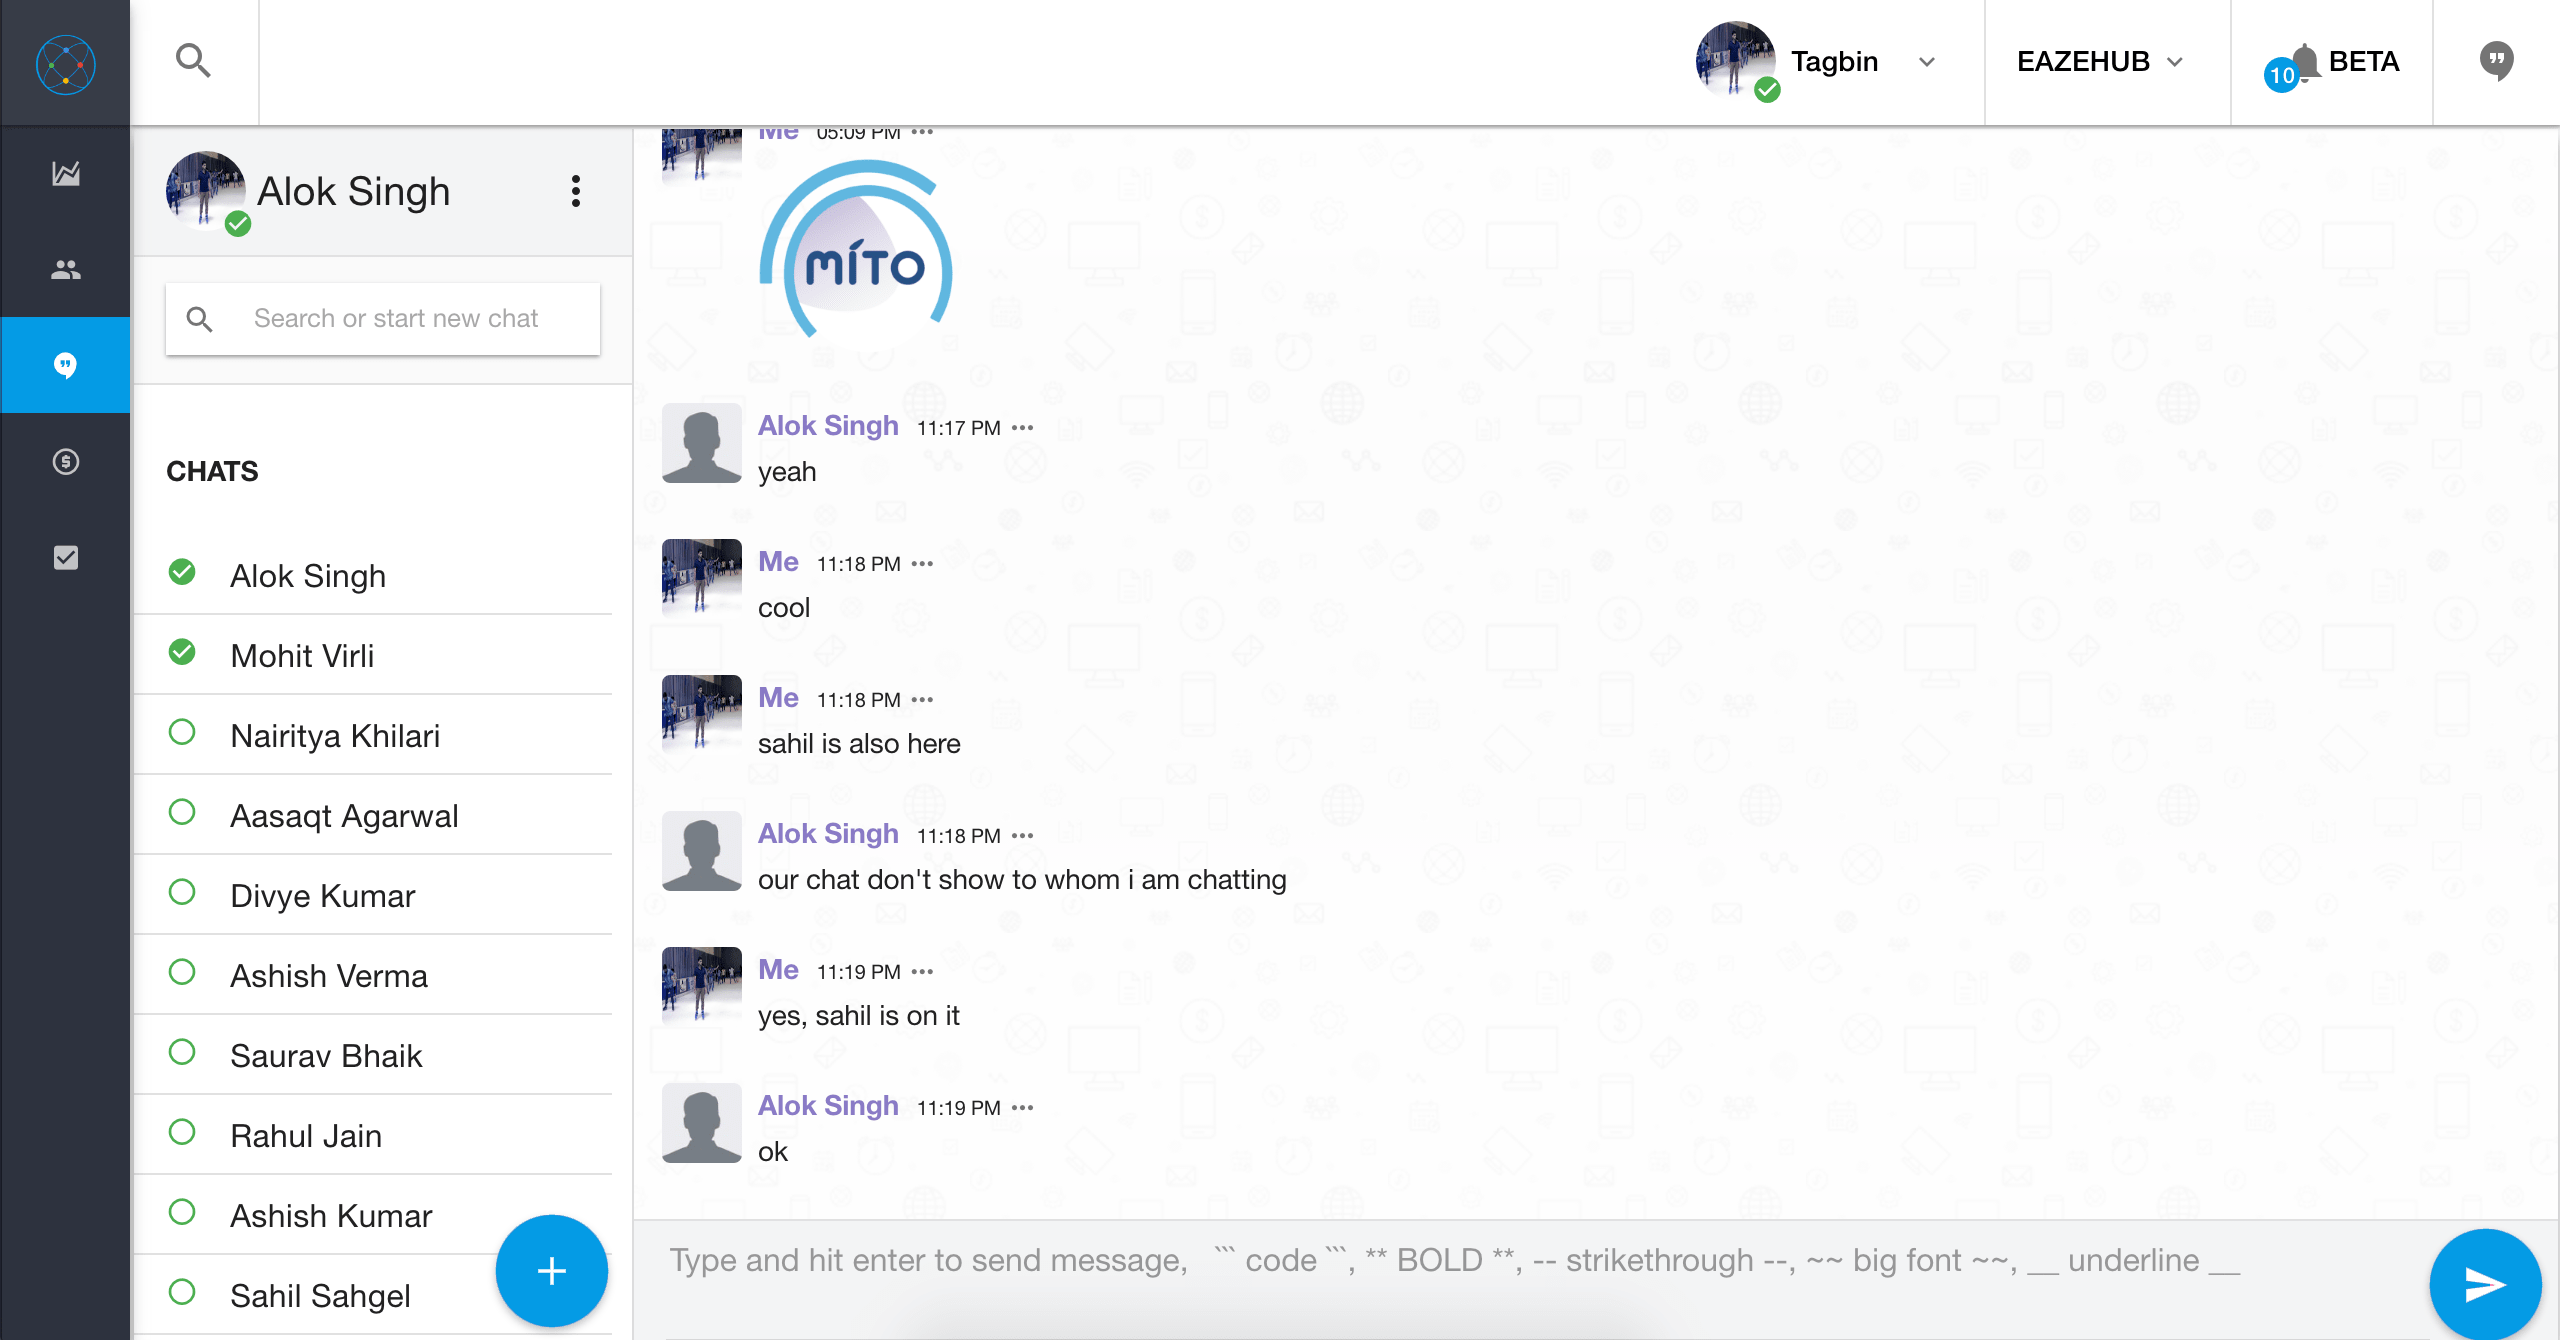 Tagbin
EAZEHUB
10
BETA
Alok Singh
Search or start new chat
CHATS
Alok Singh
Mohit Virli
Nairitya Khilari
Aasaqt Agarwal
Divye Kumar
Ashish Verma
Saurav Bhaik
Rahul Jain
Ashish Kumar
Sahil Sahgel
Me 05:09 PM •••
míTO
Alok Singh 11:17 PM •••
yeah
Me 11:18 PM •••
cool
Me 11:18 PM •••
sahil is also here
Alok Singh 11:18 PM •••
our chat don't show to whom i am chatting
Me 11:19 PM •••
yes, sahil is on it
Alok Singh 11:19 PM •••
ok
Type and hit enter to send message, ``` code ```, ** BOLD **, -- strikethrough --, ~~ big font ~~, __ underline __